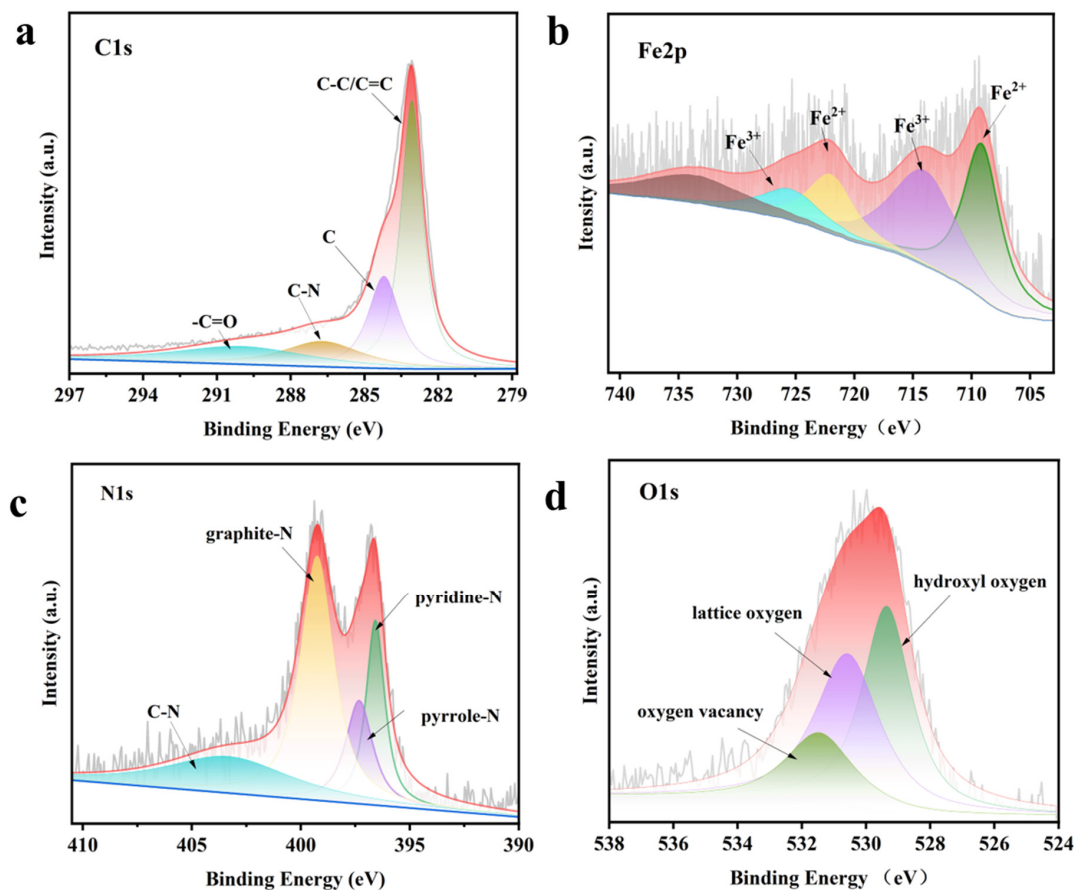 a
C1s
C-C/C=C
C
C-N
-C=O
Intensity (a.u.)
297 294 291 288 285 282 279
Binding Energy (eV)
b
Fe2p
Fe2+
Fe3+
Fe2+
Fe3+
Itensity (a.u.)
740 735 730 725 720 715 710 705
Binding Energy（eV）
c
N1s
graphite-N
pyridine-N
pyrrole-N
C-N
Intensity (a.u.)
410 405 400 395 390
Binding Energy (eV)
d
O1s
hydroxyl oxygen
lattice oxygen
oxygen vacancy
Intensity (a.u.)
538 536 534 532 530 528 526 524
Binding Energy（eV）